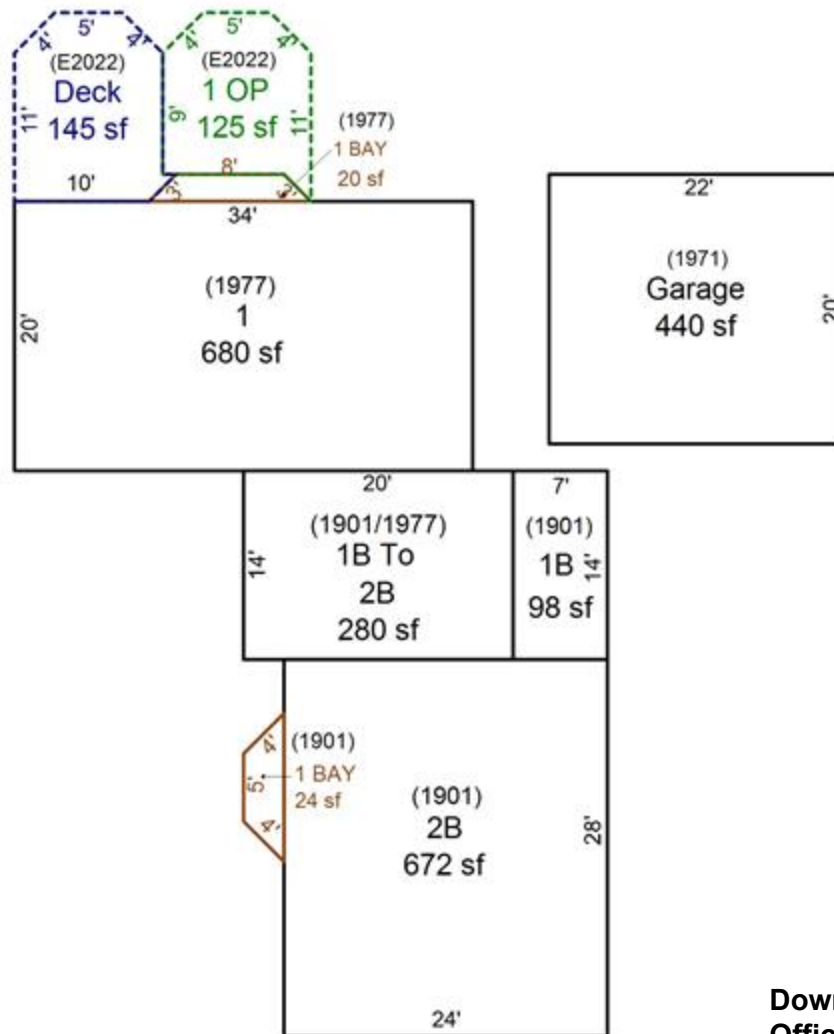 5'
4'
4'
(E2022)
Deck
145 sf
11'
10'
5'
4'
4'
(E2022)
1 OP
125 sf
9'
11'
8'
3'
3'
(1977)
1 BAY
20 sf
34'
(1977)
1
680 sf
20'
22'
(1971)
Garage
440 sf
20'
20'
(1901/1977)
1B To
2B
280 sf
14'
7'
(1901)
1B
98 sf
14'
4'
5'
4'
(1901)
1 BAY
24 sf
(1901)
2B
672 sf
28'
24'